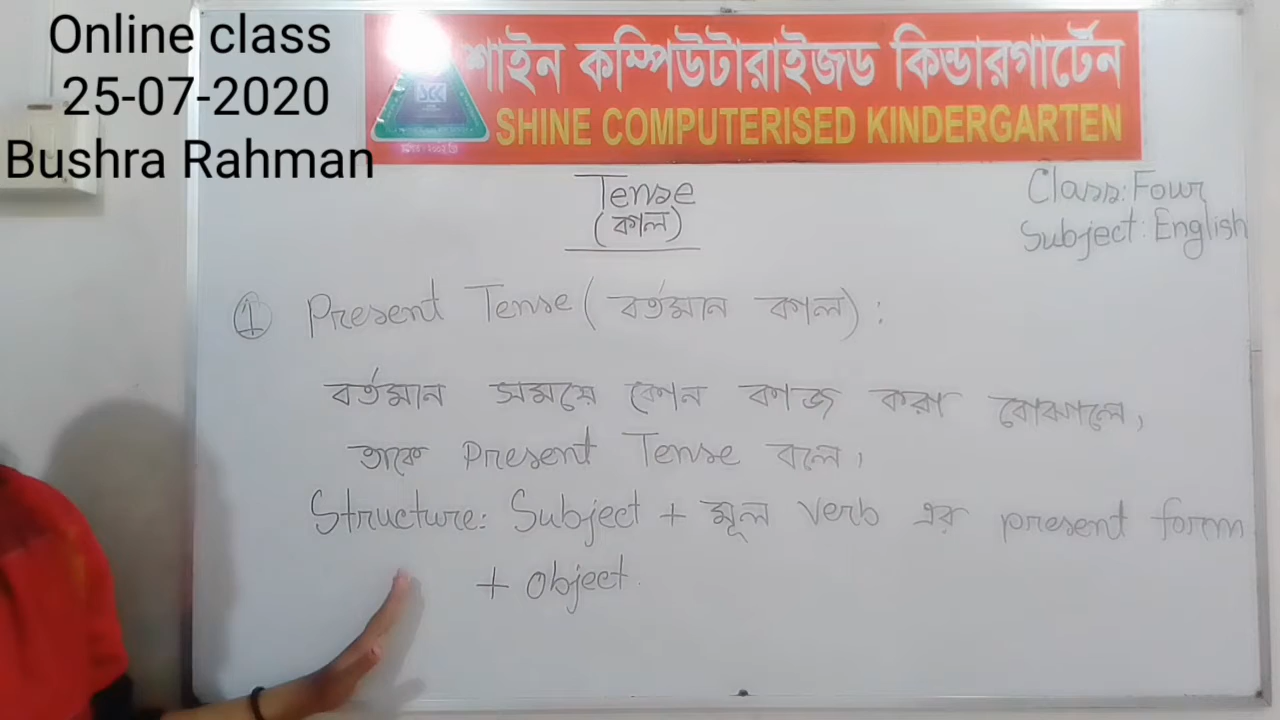 Online class
25-07-2020
Bushra Rahman
শাইন কম্পিউটারাইজড কিন্ডারগার্টেন
SCK
SHINE COMPUTERISED KINDERGARTEN
Tense
(কাল)
Class: Four
Subject: English
① Present Tense (বর্তমান কাল) :
বর্তমান সময়ে কোন কাজ করা বোঝালে,
তাকে Present Tense বলে।
Structure: Subject + মূল verb এর present form
+ object.